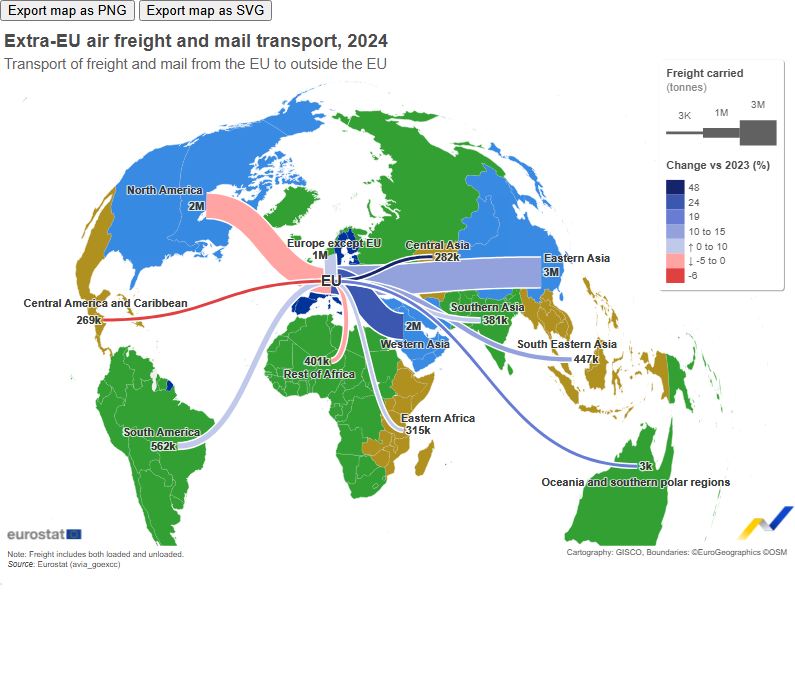 Export map as PNG Export map as SVG
Extra-EU air freight and mail transport, 2024
Transport of freight and mail from the EU to outside the EU
Freight carried
(tonnes)
3K 1M 3M
Change vs 2023 (%)
48
24
19
10 to 15
↑ 0 to 10
↓ -5 to 0
-6
North America
2M
Europe except EU
1M
Central Asia
282k
Eastern Asia
3M
EU
Central America and Caribbean
269k
Southern Asia
381k
2M
Western Asia
South Eastern Asia
447k
401k
Rest of Africa
Eastern Africa
315k
South America
562k
3k
Oceania and southern polar regions
eurostat
Note: Freight includes both loaded and unloaded.
Source: Eurostat (avia_goexcc)
Cartography: GISCO, Boundaries: ©EuroGeographics ©OSM